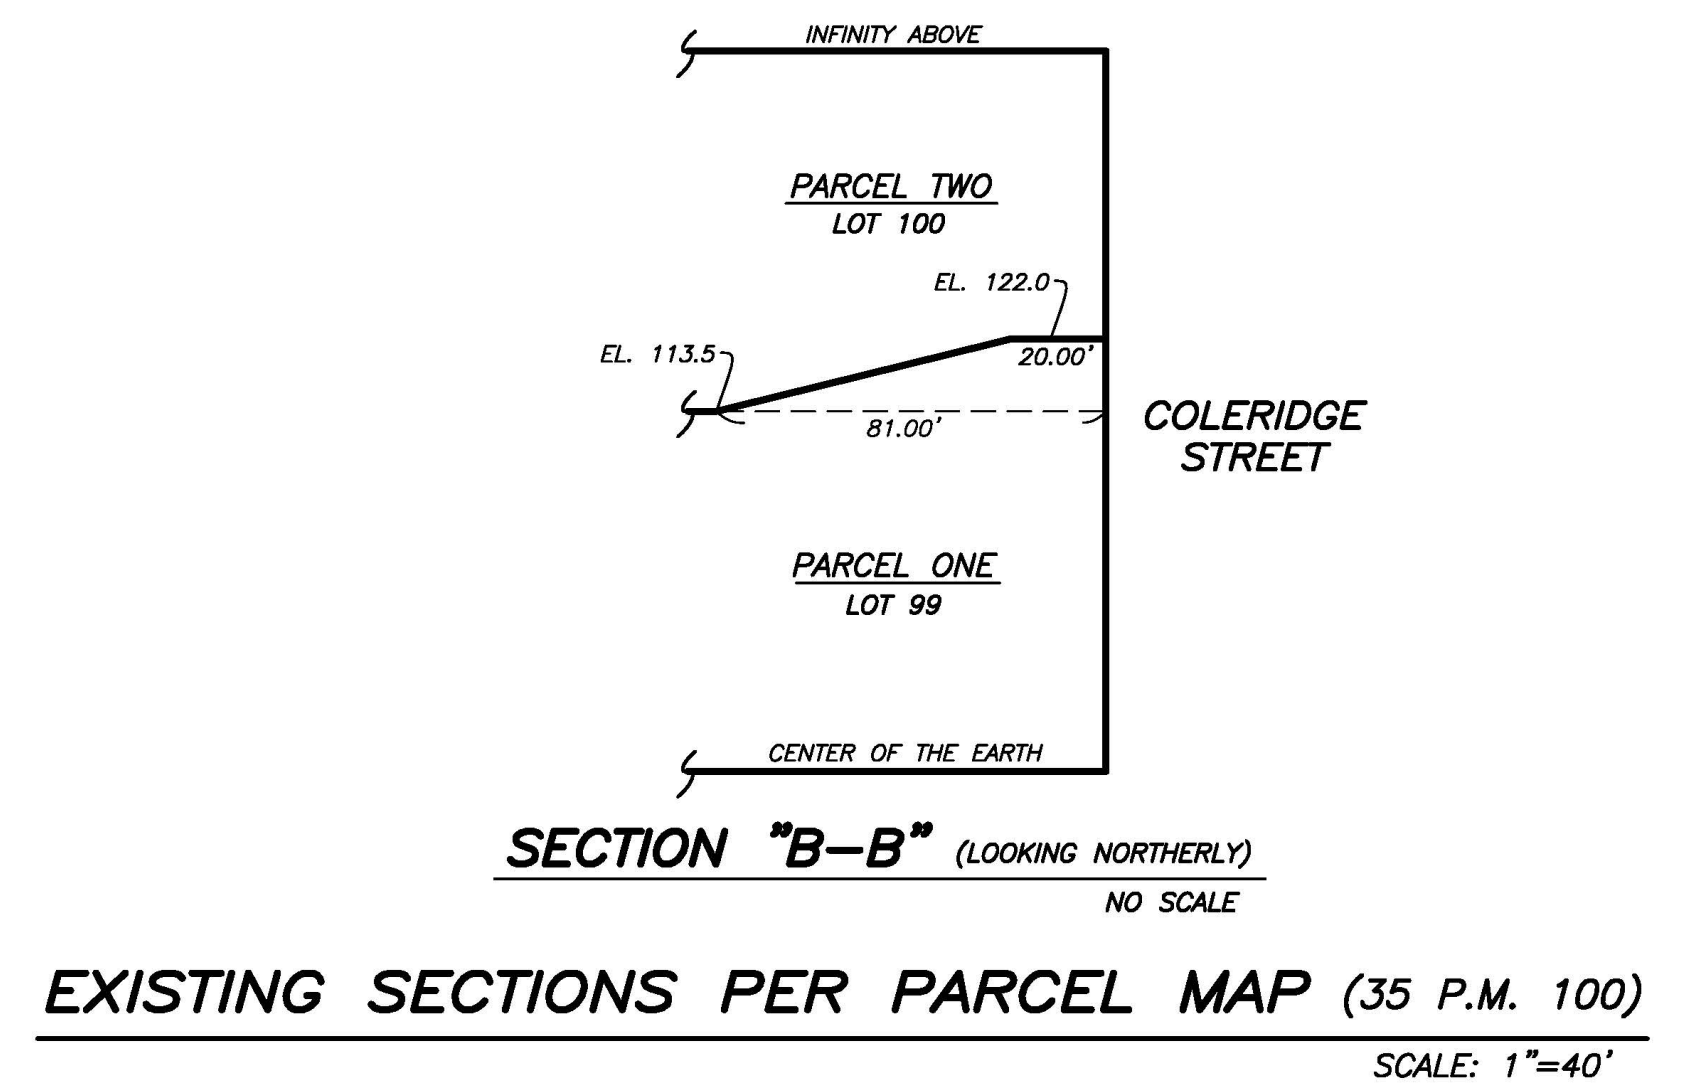 INFINITY ABOVE
PARCEL TWO
LOT 100
EL. 122.0
EL. 113.5
20.00'
81.00'
COLERIDGE
STREET
PARCEL ONE
LOT 99
CENTER OF THE EARTH
SECTION "B-B" (LOOKING NORTHERLY)
NO SCALE
EXISTING SECTIONS PER PARCEL MAP (35 P.M. 100)
SCALE: 1"=40'